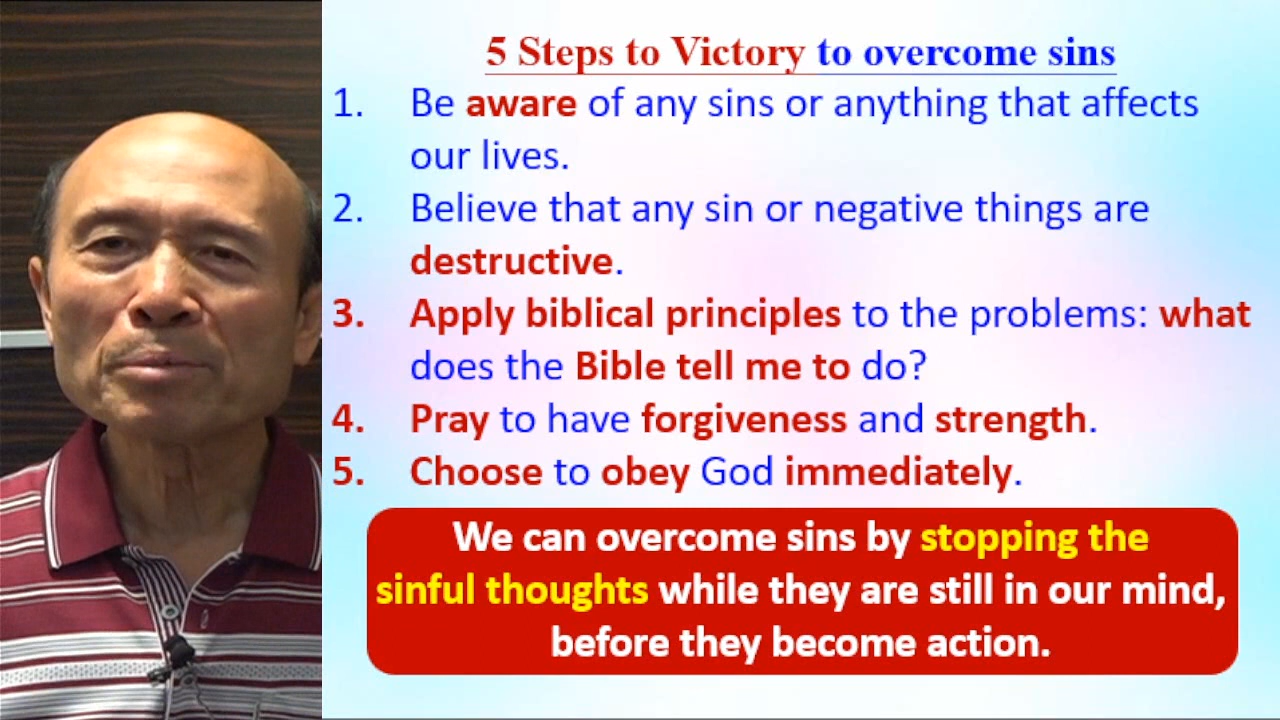 5 Steps to Victory to overcome sins
1. Be aware of any sins or anything that affects
our lives.
2. Believe that any sin or negative things are
destructive.
3. Apply biblical principles to the problems: what
does the Bible tell me to do?
4. Pray to have forgiveness and strength.
5. Choose to obey God immediately.
We can overcome sins by stopping the
sinful thoughts while they are still in our mind,
before they become action.